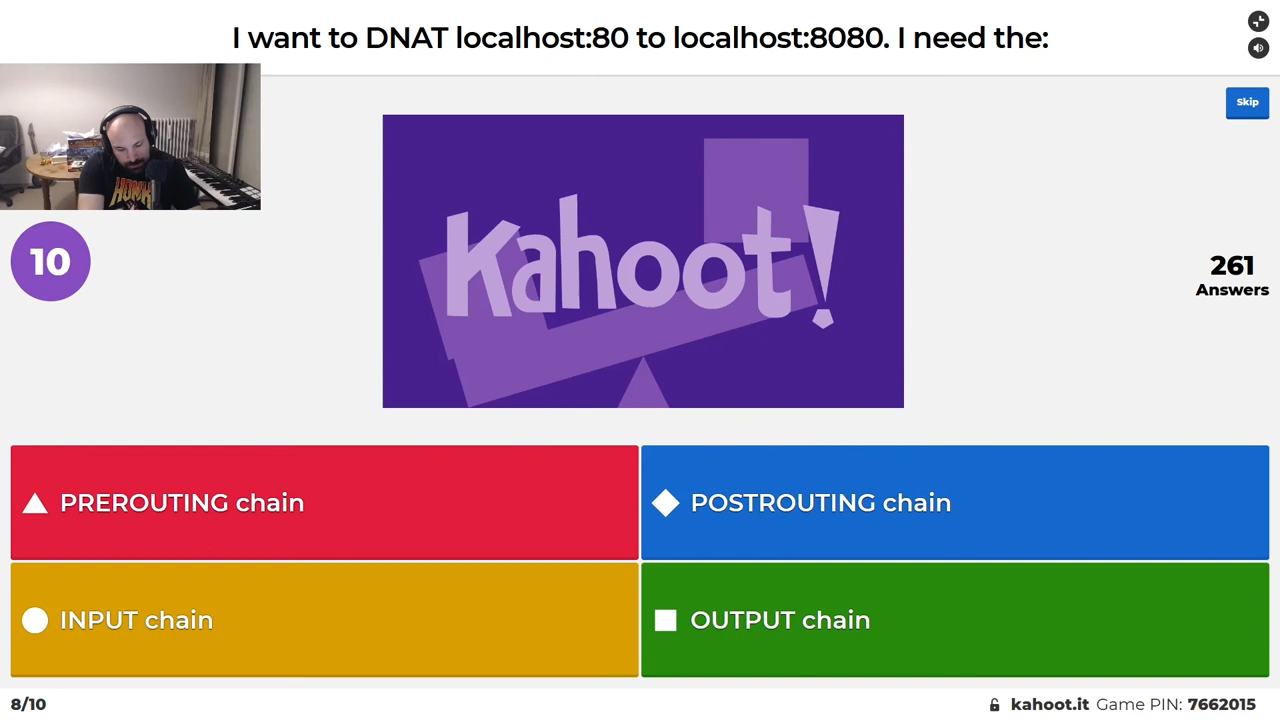 I want to DNAT localhost:80 to localhost:8080. I need the:
Skip
HONK
Kahoot!
10
261
Answers
PREROUTING chain
POSTROUTING chain
INPUT chain
OUTPUT chain
8/10
kahoot.it Game PIN: 7662015